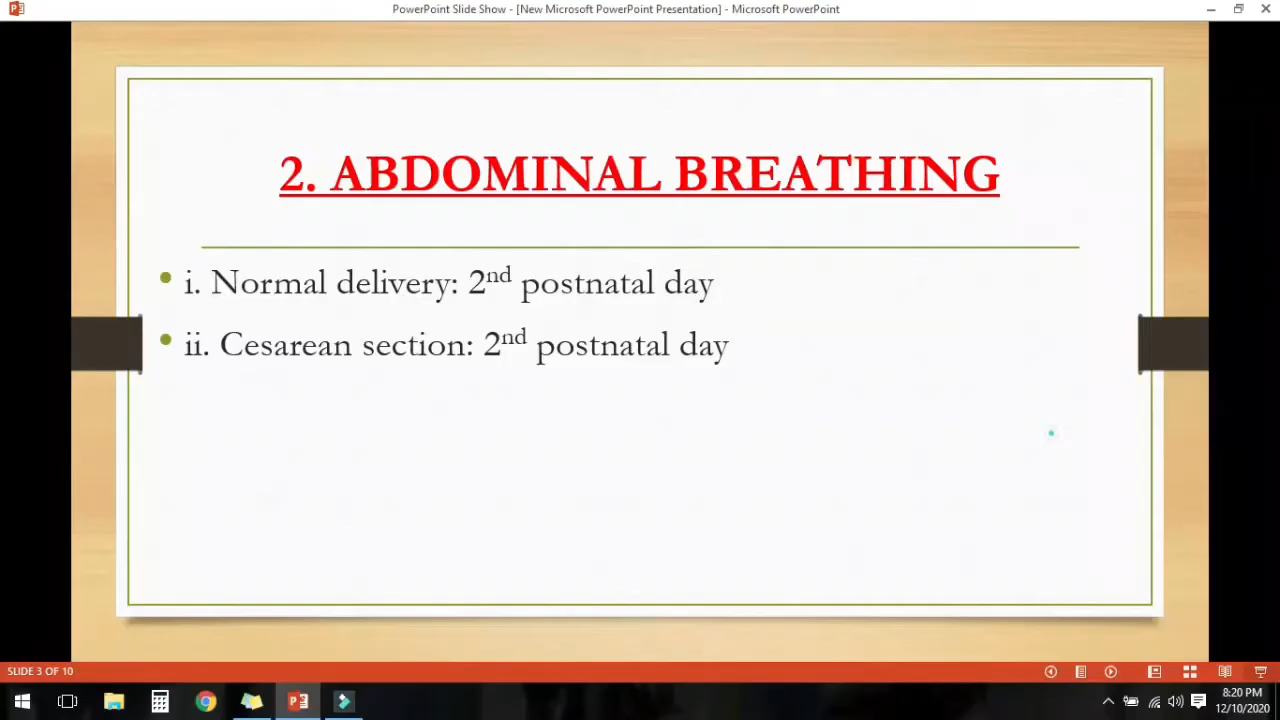 PowerPoint Slide Show - [New Microsoft PowerPoint Presentation] - Microsoft PowerPoint
2. ABDOMINAL BREATHING
• i. Normal delivery: 2nd postnatal day
• ii. Cesarean section: 2nd postnatal day
SLIDE 3 OF 10
8:20 PM
12/10/2020